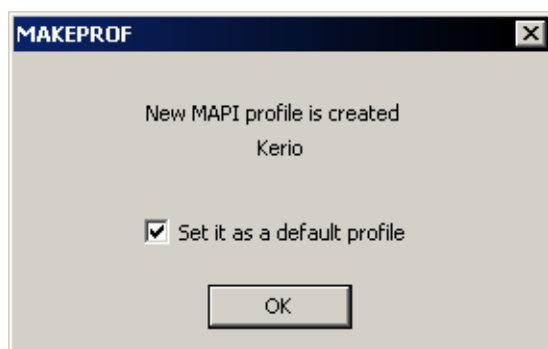 MAKEPROF
New MAPI profile is created
Kerio
Set it as a default profile
OK